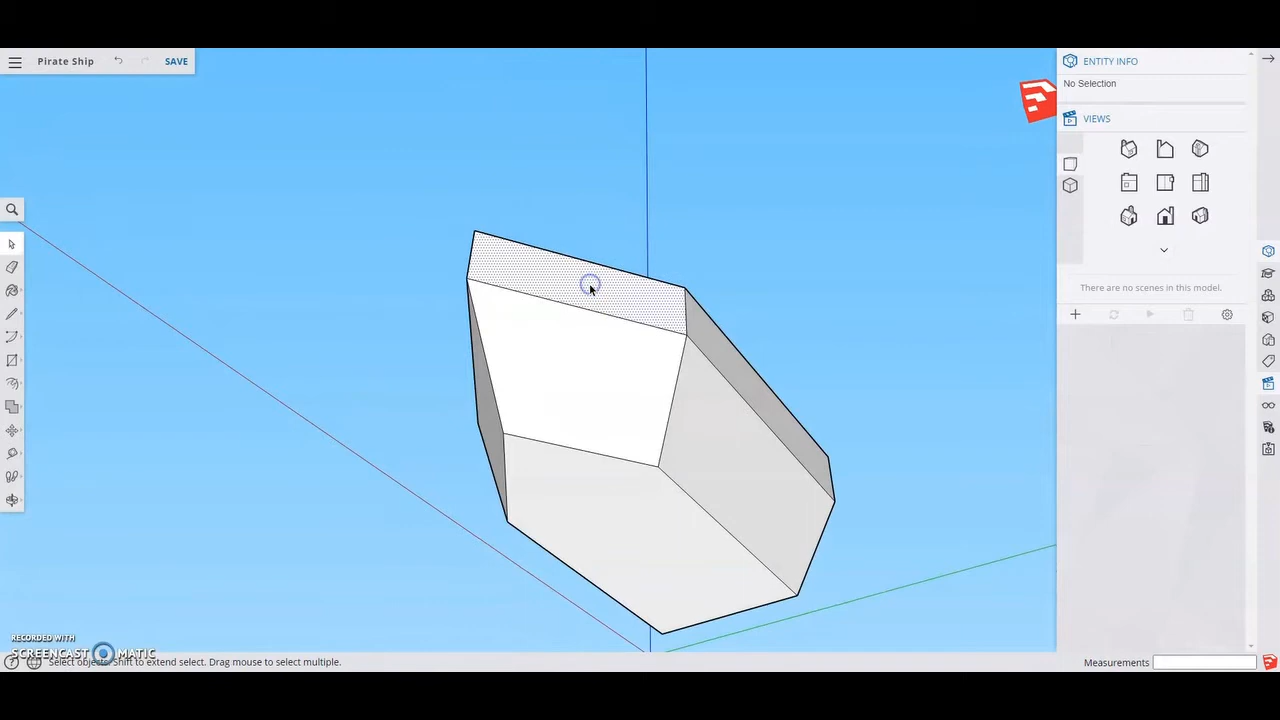 Pirate Ship SAVE
ENTITY INFO
No Selection
VIEWS
There are no scenes in this model.
RECORDED WITH
SCREENCAST MATIC
Select objects. Shift to extend select. Drag mouse to select multiple.
Measurements